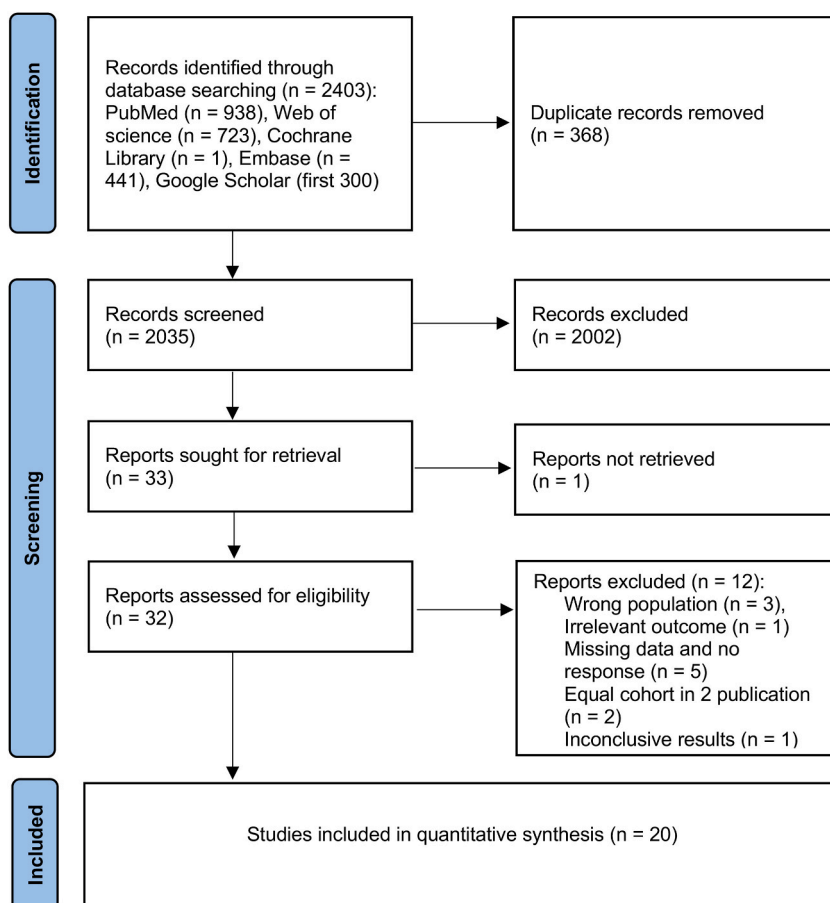 Identification
Records identified through
database searching (n = 2403):
PubMed (n = 938), Web of
science (n = 723), Cochrane
Library (n = 1), Embase (n =
441), Google Scholar (first 300)
Duplicate records removed
(n = 368)
Screening
Records screened
(n = 2035)
Records excluded
(n = 2002)
Reports sought for retrieval
(n = 33)
Reports not retrieved
(n = 1)
Reports assessed for eligibility
(n = 32)
Reports excluded (n = 12):
Wrong population (n = 3),
Irrelevant outcome (n = 1)
Missing data and no
response (n = 5)
Equal cohort in 2 publication
(n = 2)
Inconclusive results (n = 1)
Included
Studies included in quantitative synthesis (n = 20)